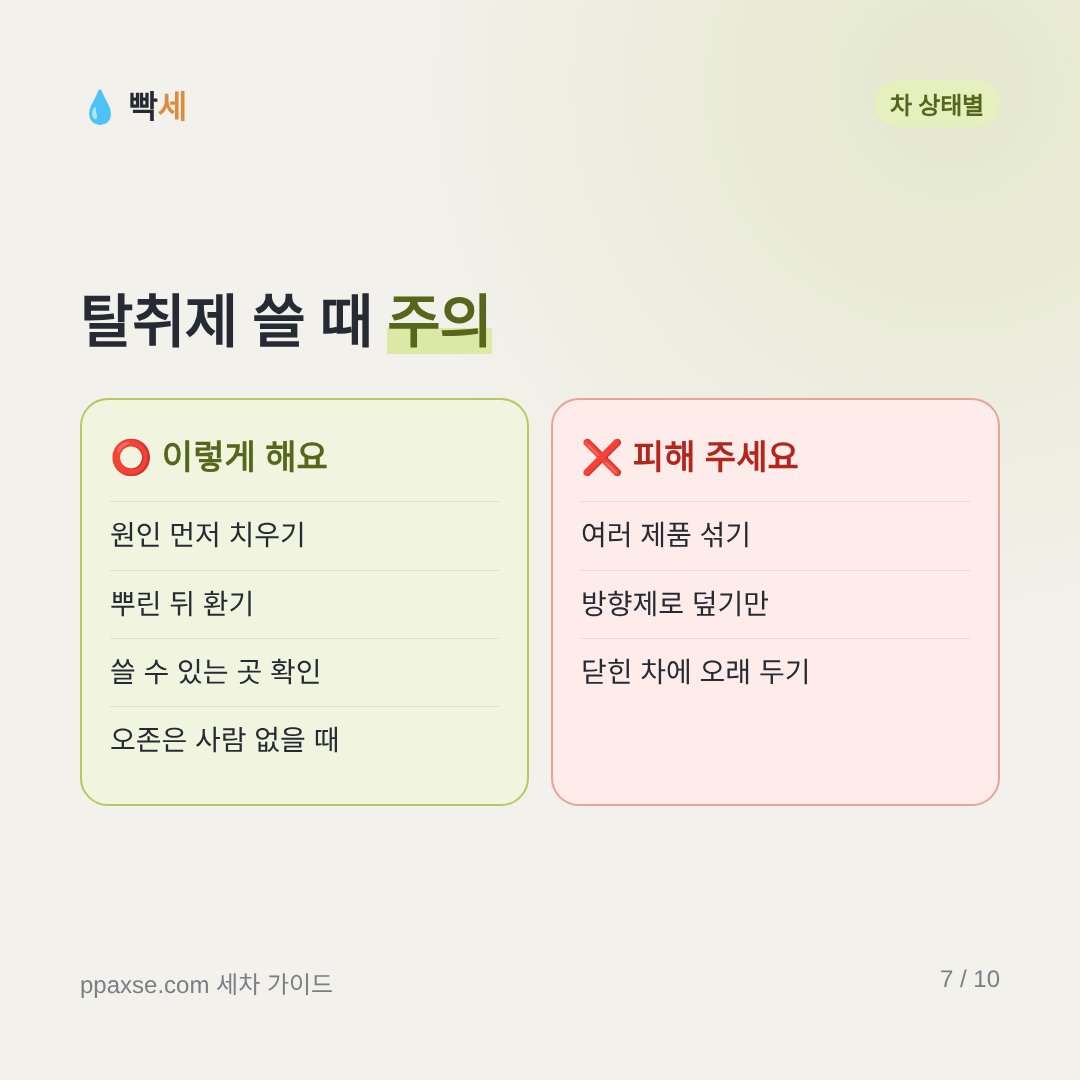 💧 빡세
차 상태별
탈취제 쓸 때 주의
⭕ 이렇게 해요
원인 먼저 치우기
뿌린 뒤 환기
쓸 수 있는 곳 확인
오존은 사람 없을 때
❌ 피해 주세요
여러 제품 섞기
방향제로 덮기만
닫힌 차에 오래 두기
ppaxse.com 세차 가이드
7 / 10